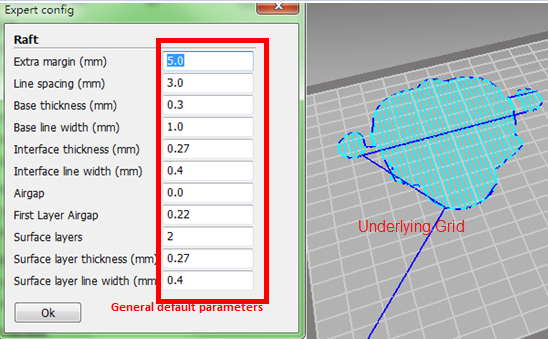 Expert config
Raft
Extra margin (mm) 5.0
Line spacing (mm) 3.0
Base thickness (mm) 0.3
Base line width (mm) 1.0
Interface thickness (mm) 0.27
Interface line width (mm) 0.4
Airgap 0.0
First Layer Airgap 0.22
Surface layers 2
Surface layer thickness (mm) 0.27
Surface layer line width (mm 0.4
Ok
General default parameters
Underlying Grid